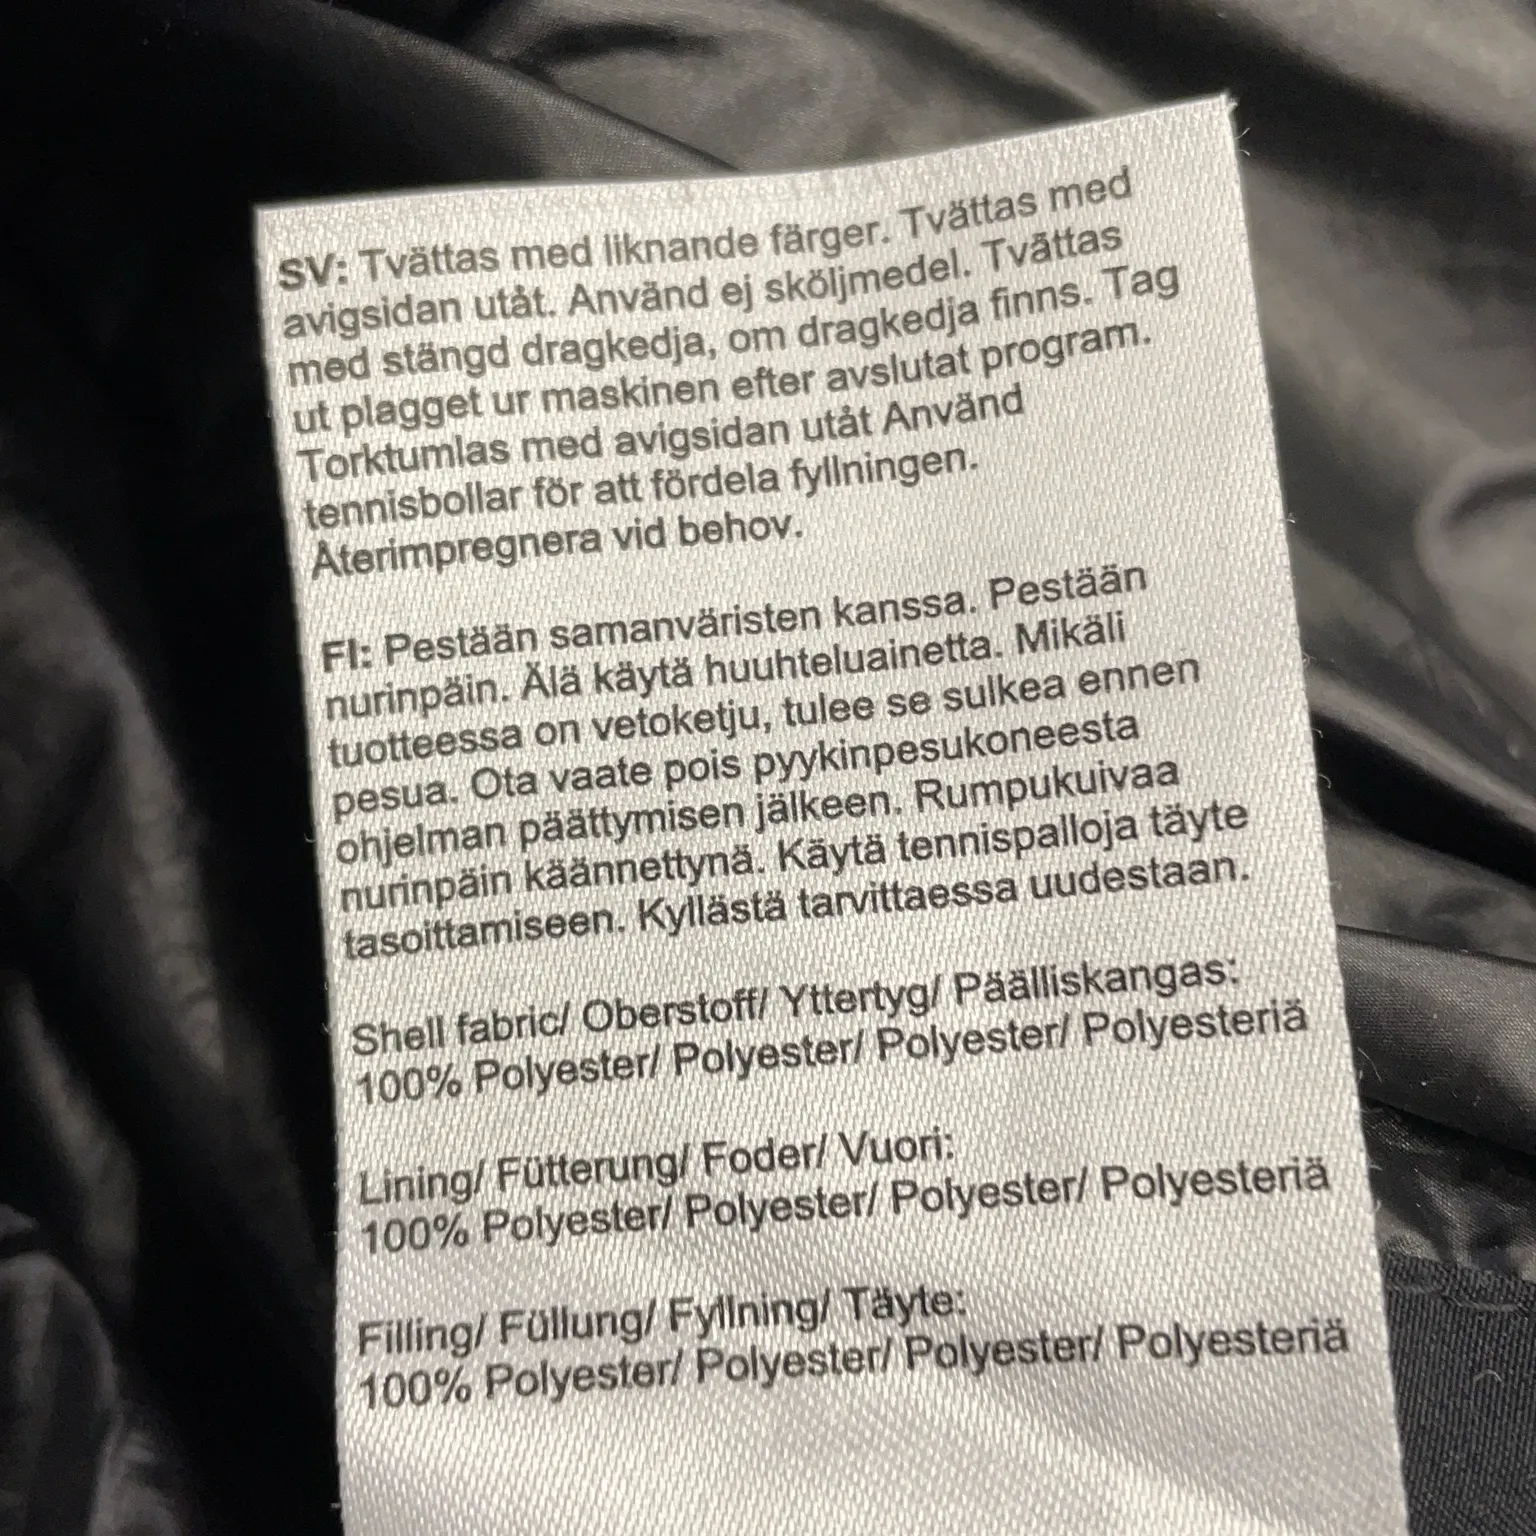 SV: Tvättas med liknande färger. Tvättas med
avigsidan utåt. Använd ej sköljmedel. Tvättas
med stängd dragkedja, om dragkedja finns. Tag
ut plagget ur maskinen efter avslutat program.
Torktumlas med avigsidan utåt Använd
tennisbollar för att fördela fyllningen.
Återimpregnera vid behov.
FI: Pestään samanväristen kanssa. Pestään
nurinpäin. Älä käytä huuhteluainetta. Mikäli
tuotteessa on vetoketju, tulee se sulkea ennen
pesua. Ota vaate pois pyykinpesukoneesta
ohjelman päättymisen jälkeen. Rumpukuivaa
nurinpäin käännettynä. Käytä tennispalloja täyte
tasoittamiseen. Kyllästä tarvittaessa uudestaan.
Shell fabric/ Oberstoff/ Yttertyg/ Päälliskangas:
100% Polyester/ Polyester/ Polyester/ Polyesteriä
Lining/ Fütterung/ Foder/ Vuori:
100% Polyester/ Polyester/ Polyester/ Polyesteriä
Filling/ Füllung/ Fyllning/ Täyte:
100% Polyester/ Polyester/ Polyester/ Polyesteriä